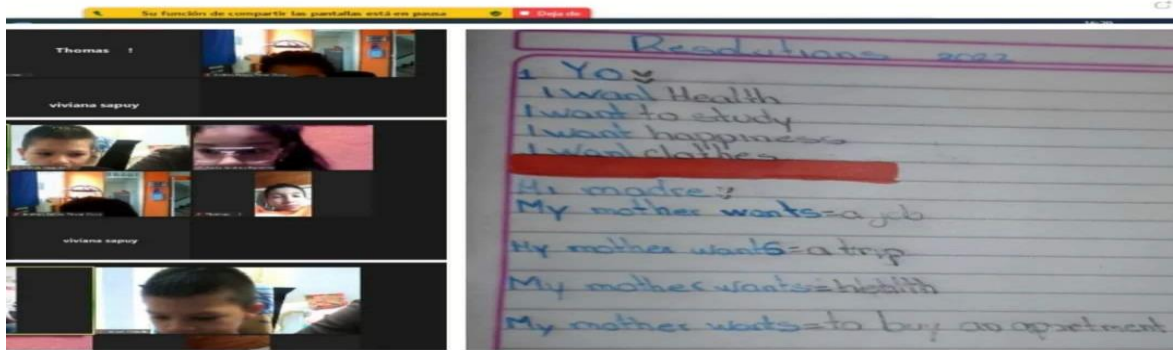 Su función de compartir las pantallas está en pausa
Deja de
Thomas
viviana sapuy
viviana sapuy
Resolutions 2022
1 Yo
I want Health
I want to study
I want happiness
I want clothes
Mi madre:
My mother wants=a job
My mother wants=a trip
My mother wants=health
My mother wants=to buy an apartment